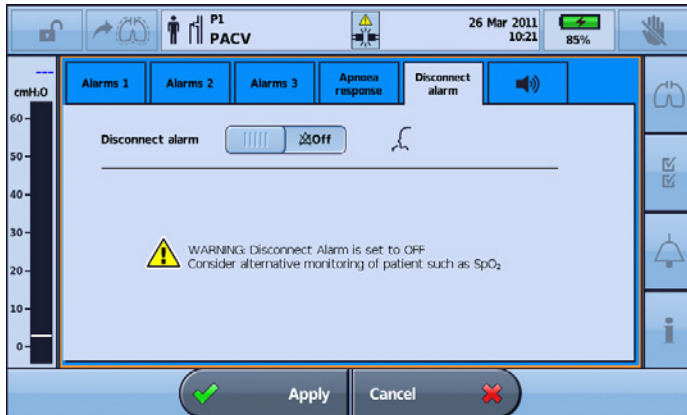 P1
PACV
26 Mar 2011
10:21
85%
---
cmH₂O
60
50
40
30
20
10
0
Alarms 1
Alarms 2
Alarms 3
Apnoea
response
Disconnect
alarm
Disconnect alarm
Off
WARNING: Disconnect Alarm is set to OFF
Consider alternative monitoring of patient such as SpO₂
i
Apply
Cancel